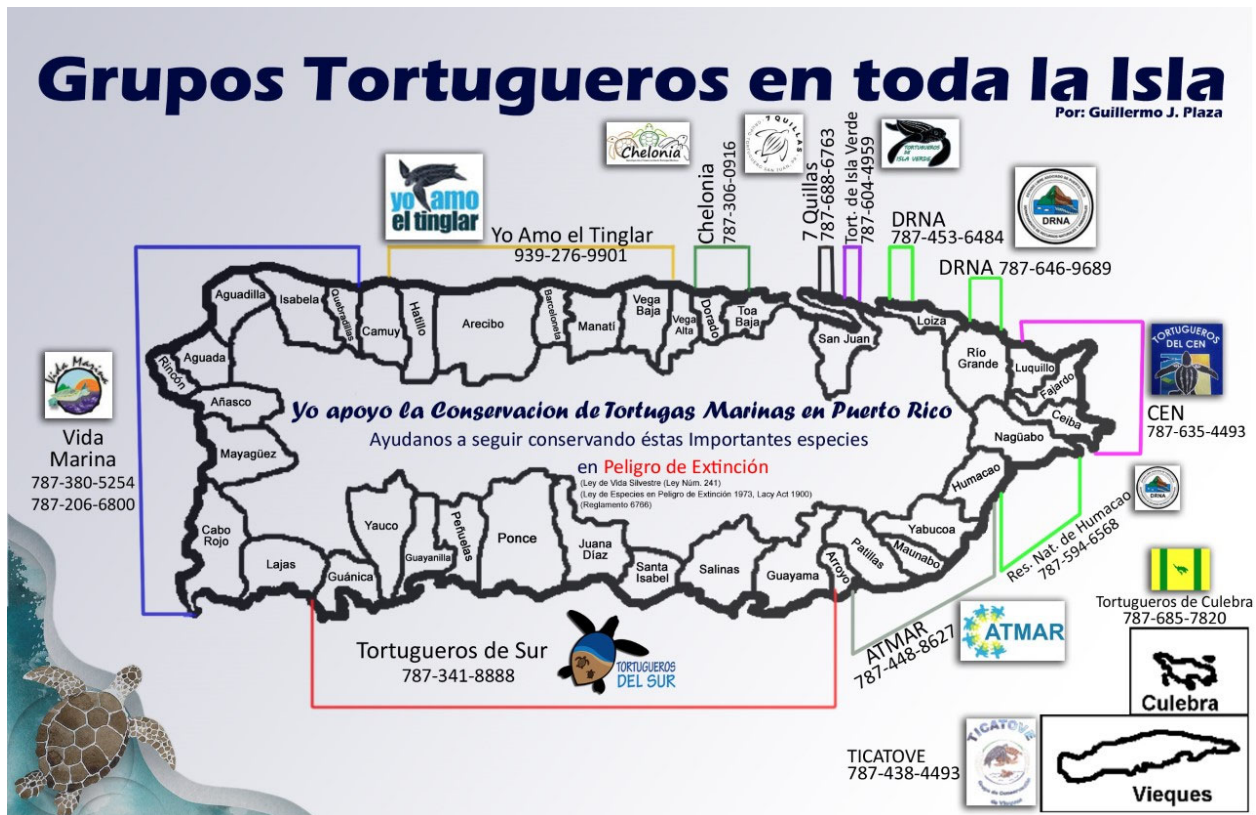 Grupos Tortugueros en toda la Isla
Por: Guillermo J. Plaza
yo amo
el tinglar
Yo Amo el Tinglar
939-276-9901
Chelonia
Chelonia
787-306-0916
7 QUILLAS
7 Quillas
787-688-6763
Tort. de Isla Verde
787-604-4959
TORTUGUEROS
DE
ISLA VERDE
DRNA
787-453-6484
DRNA
DRNA 787-646-9689
Aguadilla
Isabela
Quebradillas
Camuy
Hatillo
Arecibo
Barceloneta
Manatí
Vega
Baja
Vega
Alta
Dorado
Toa
Baja
San Juan
Loiza
Río
Grande
Luquillo
Fajardo
Ceiba
Nagüabo
Humacao
Yabucoa
Maunabo
Patillas
Arroyo
Guayama
Salinas
Santa
Isabel
Juana
Díaz
Ponce
Peñuelas
Guayanilla
Yauco
Guánica
Lajas
Cabo
Rojo
Mayagüez
Añasco
Rincón
Aguada
Vida Marina
Vida
Marina
787-380-5254
787-206-6800
Yo apoyo la Conservacion de Tortugas Marinas en Puerto Rico
Ayudanos a seguir conservando éstas Importantes especies
en Peligro de Extinción
(Ley de Vida Silvestre (Ley Núm. 241)
(Ley de Especies en Peligro de Extinción 1973, Lacy Act 1900)
(Reglamento 6766)
TORTUGUEROS
DEL CEN
CEN
787-635-4493
DRNA
Res. Nat. de Humacao
787-594-6568
Tortugueros de Sur
787-341-8888
TORTUGUEROS
DEL SUR
ATMAR
787-448-8627
ATMAR
Tortugueros de Culebra
787-685-7820
Culebra
TICATOVE
787-438-4493
TICATOVE
Vieques